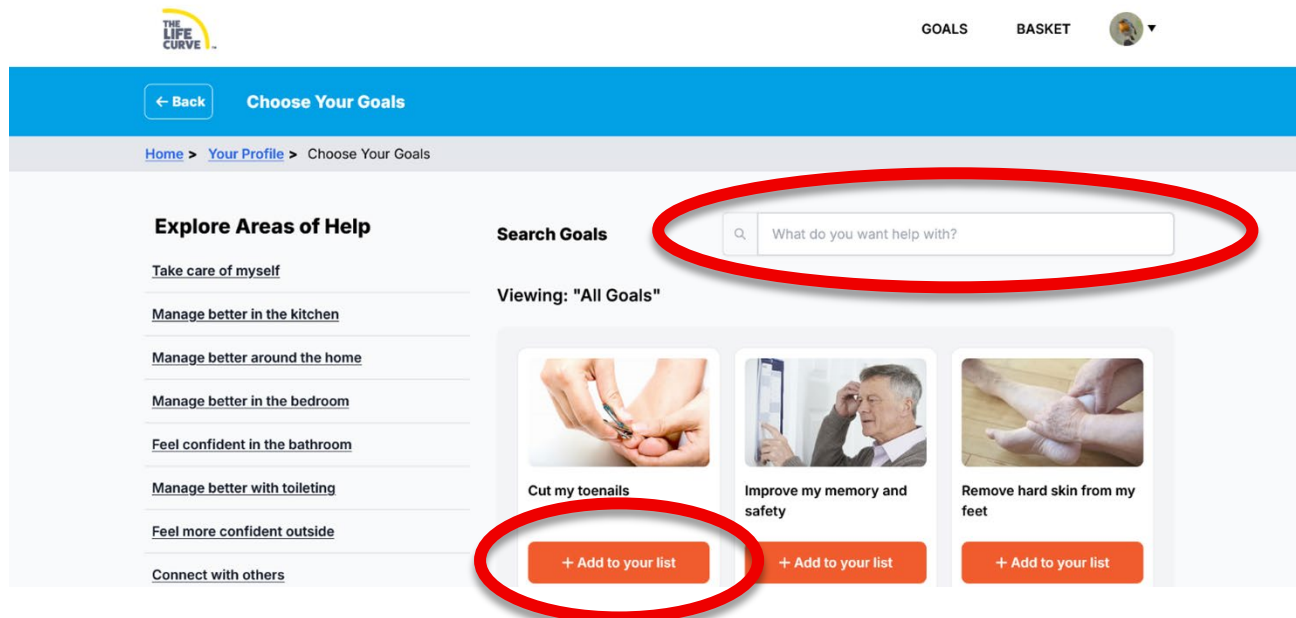 THE
LIFE
CURVE
GOALS
BASKET
← Back
Choose Your Goals
Home > Your Profile > Choose Your Goals
Explore Areas of Help
Take care of myself
Manage better in the kitchen
Manage better around the home
Manage better in the bedroom
Feel confident in the bathroom
Manage better with toileting
Feel more confident outside
Connect with others
Search Goals
What do you want help with?
Viewing: "All Goals"
Cut my toenails
+ Add to your list
Improve my memory and
safety
+ Add to your list
Remove hard skin from my
feet
+ Add to your list